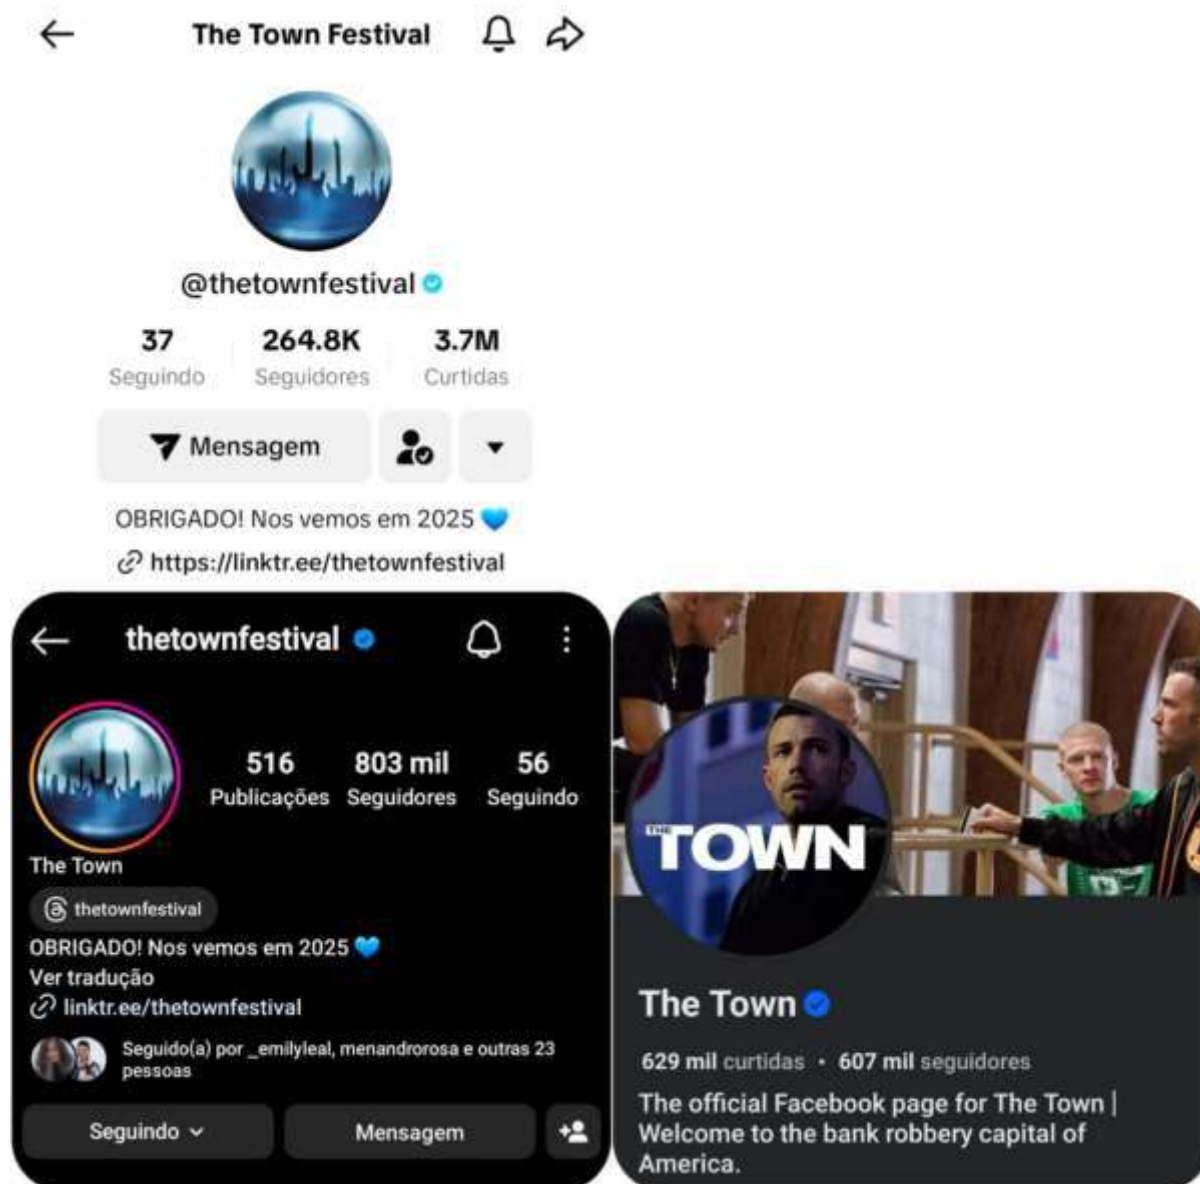 The Town Festival
@thetownfestival
37 264.8K 3.7M
Seguindo Seguidores Curtidas
Mensagem
OBRIGADO! Nos vemos em 2025 💙
https://linktr.ee/thetownfestival
thetownfestival
516 803 mil 56
Publicações Seguidores Seguindo
The Town
thetownfestival
OBRIGADO! Nos vemos em 2025 💙
Ver tradução
linktr.ee/thetownfestival
Seguido(a) por _emilyleal, menandrorosa e outras 23
pessoas
Seguindo Mensagem
THE
TOWN
The Town
629 mil curtidas • 607 mil seguidores
The official Facebook page for The Town |
Welcome to the bank robbery capital of
America.